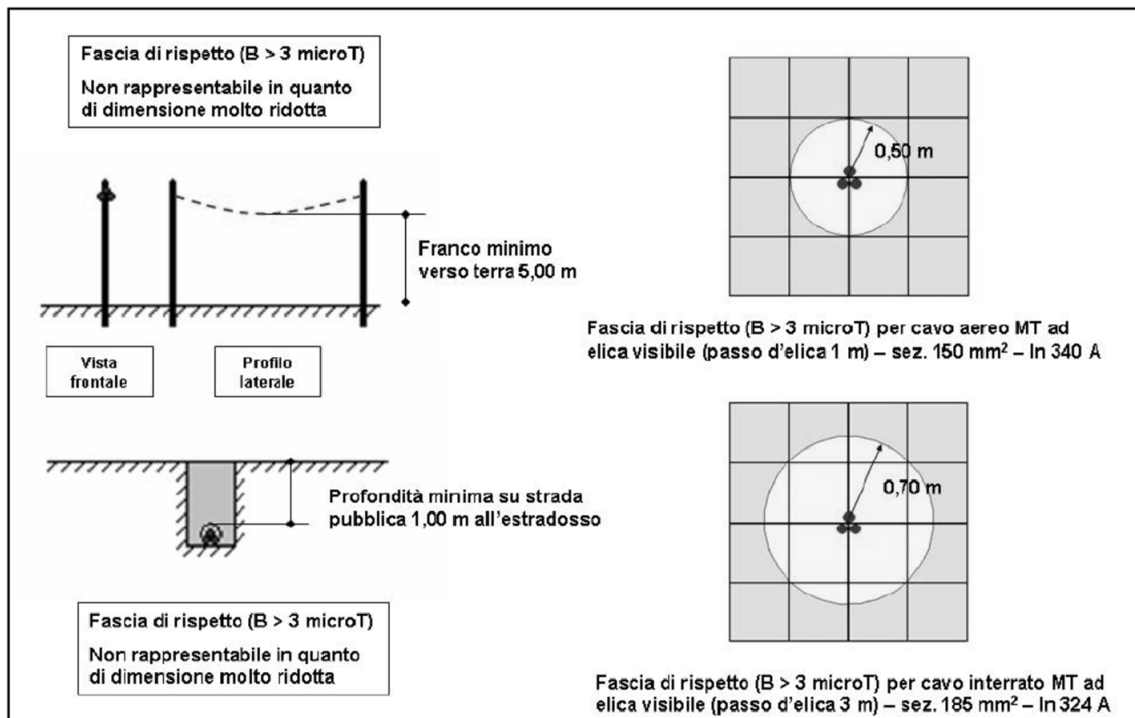 Fascia di rispetto (B > 3 microT)
Non rappresentabile in quanto
di dimensione molto ridotta
Franco minimo
verso terra 5,00 m
Vista
frontale
Profilo
laterale
Profondità minima su strada
pubblica 1,00 m all'estradosso
Fascia di rispetto (B > 3 microT)
Non rappresentabile in quanto
di dimensione molto ridotta
0,50 m
Fascia di rispetto (B > 3 microT) per cavo aereo MT ad
elica visibile (passo d'elica 1 m) – sez. 150 mm² – In 340 A
0,70 m
Fascia di rispetto (B > 3 microT) per cavo interrato MT ad
elica visibile (passo d'elica 3 m) – sez. 185 mm² – In 324 A